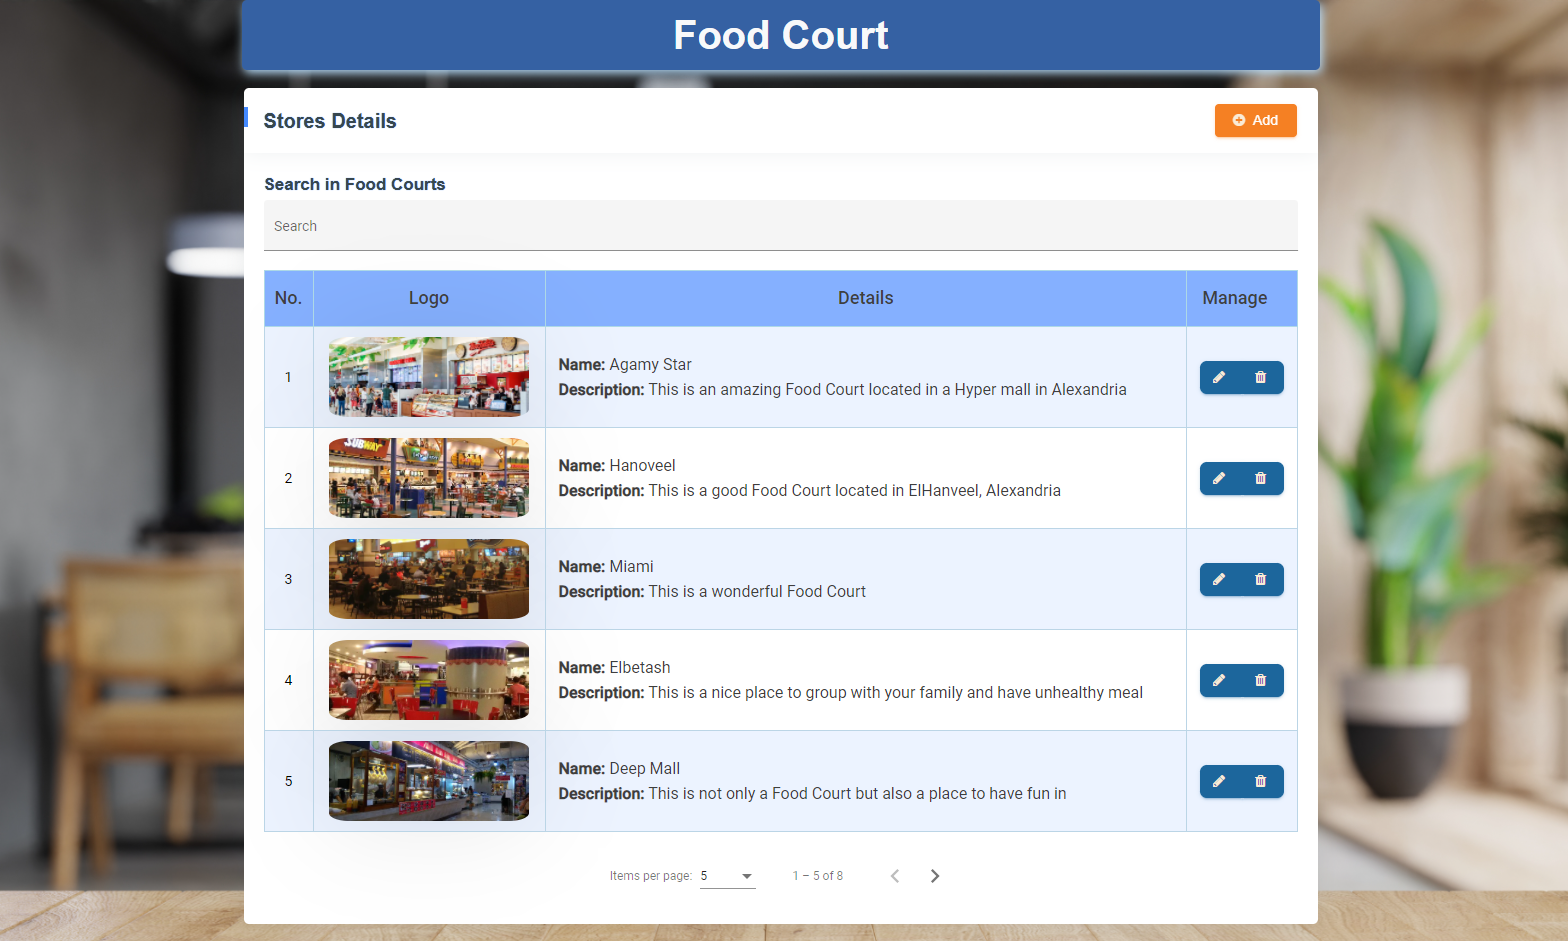 Food Court
Stores Details
Add
Search in Food Courts
Search
No. Logo Details Manage
1
Name: Agamy Star
Description: This is an amazing Food Court located in a Hyper mall in Alexandria
SUBWAY
2
Name: Hanoveel
Description: This is a good Food Court located in ElHanveel, Alexandria
3
Name: Miami
Description: This is a wonderful Food Court
4
Name: Elbetash
Description: This is a nice place to group with your family and have unhealthy meal
5
Name: Deep Mall
Description: This is not only a Food Court but also a place to have fun in
Items per page: 5 1 – 5 of 8